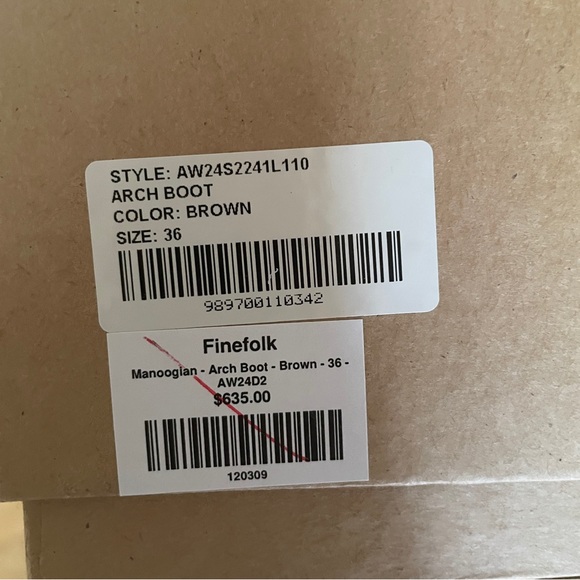 STYLE: AW24S2241L110
ARCH BOOT
COLOR: BROWN
SIZE: 36
989700110342
Finefolk
Manoogian - Arch Boot - Brown - 36 -
AW24D2
$635.00
120309